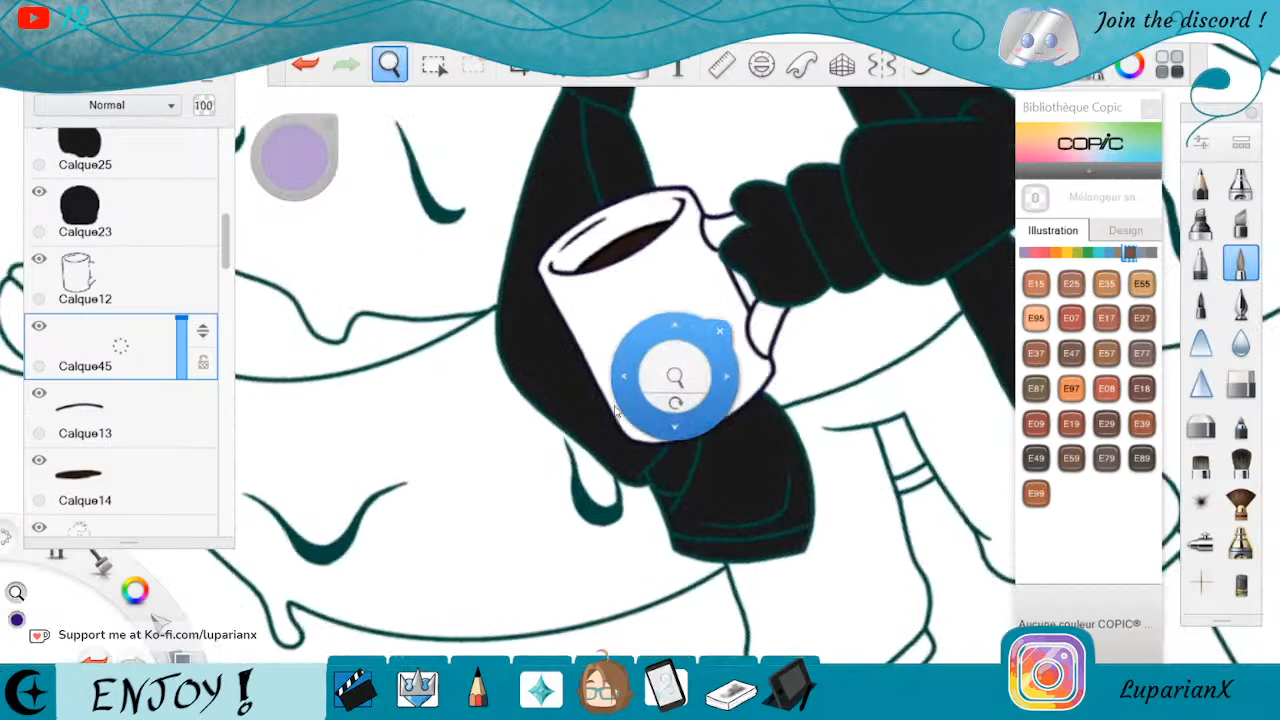 12
Join the discord !
Normal
100
Calque25
Calque23
Calque12
Calque45
Calque13
Calque14
Bibliothèque Copic
COPIC
0
Mélangeur sa
Illustration
Design
E15
E25
E35
E55
E95
E07
E17
E27
E37
E47
E57
E77
E87
E97
E08
E18
E09
E19
E29
E39
E49
E59
E79
E89
E99
Aucune couleur COPIC® ...
Support me at Ko-fi.com/luparianx
ENJOY !
LuparianX